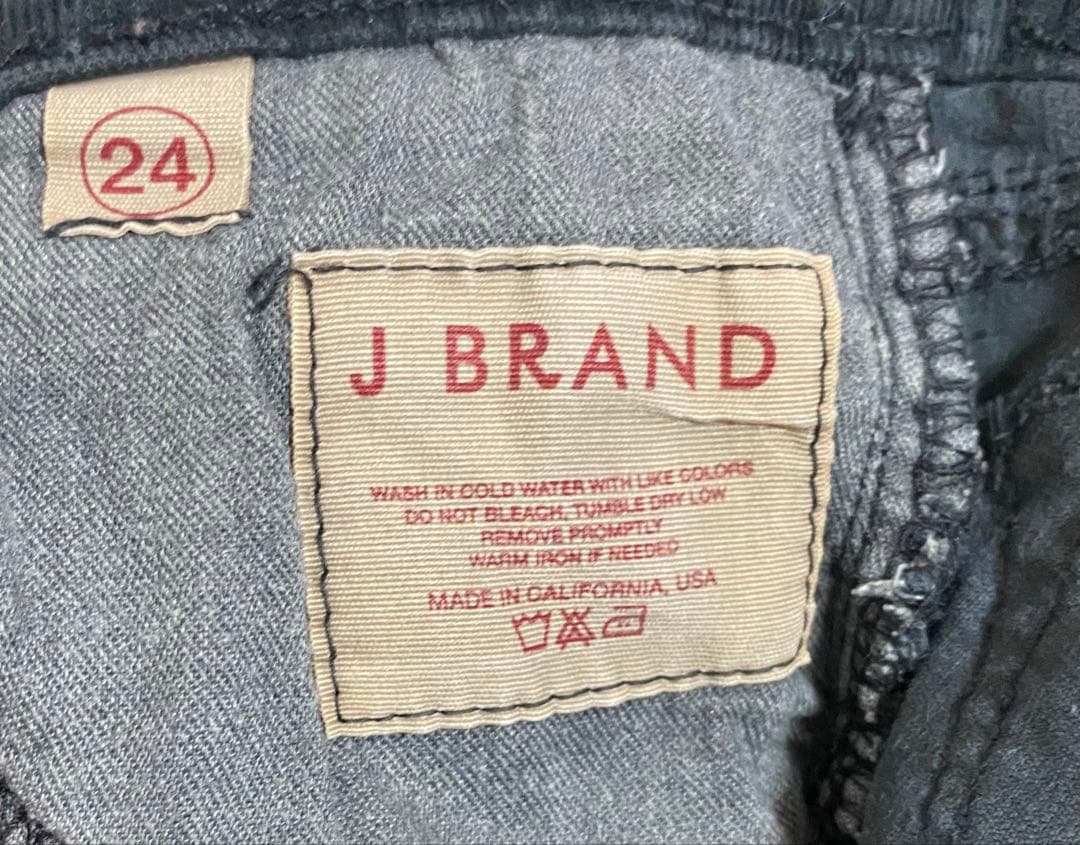 24
J BRAND
WASH IN COLD WATER WITH LIKE COLORS
DO NOT BLEACH, TUMBLE DRY LOW
REMOVE PROMPTLY
WARM IRON IF NEEDED
MADE IN CALIFORNIA, USA